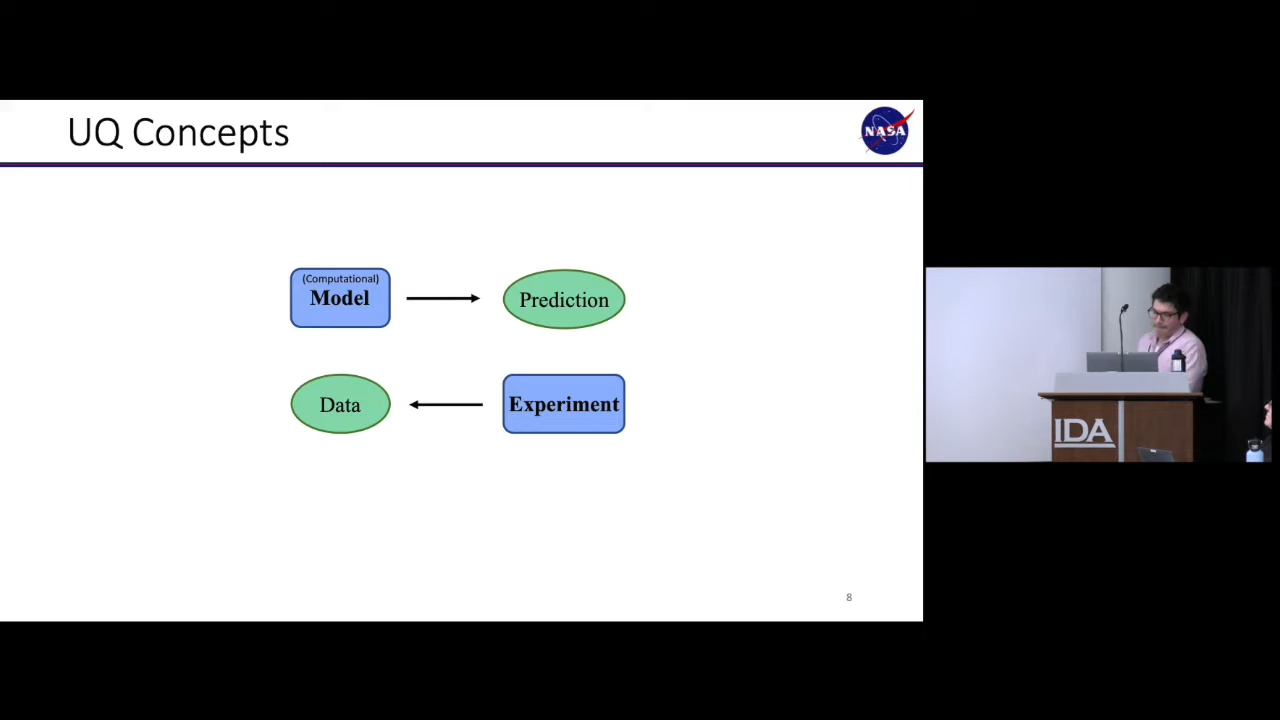 UQ Concepts
NASA
(Computational)
Model
Prediction
Data
Experiment
8
IDA